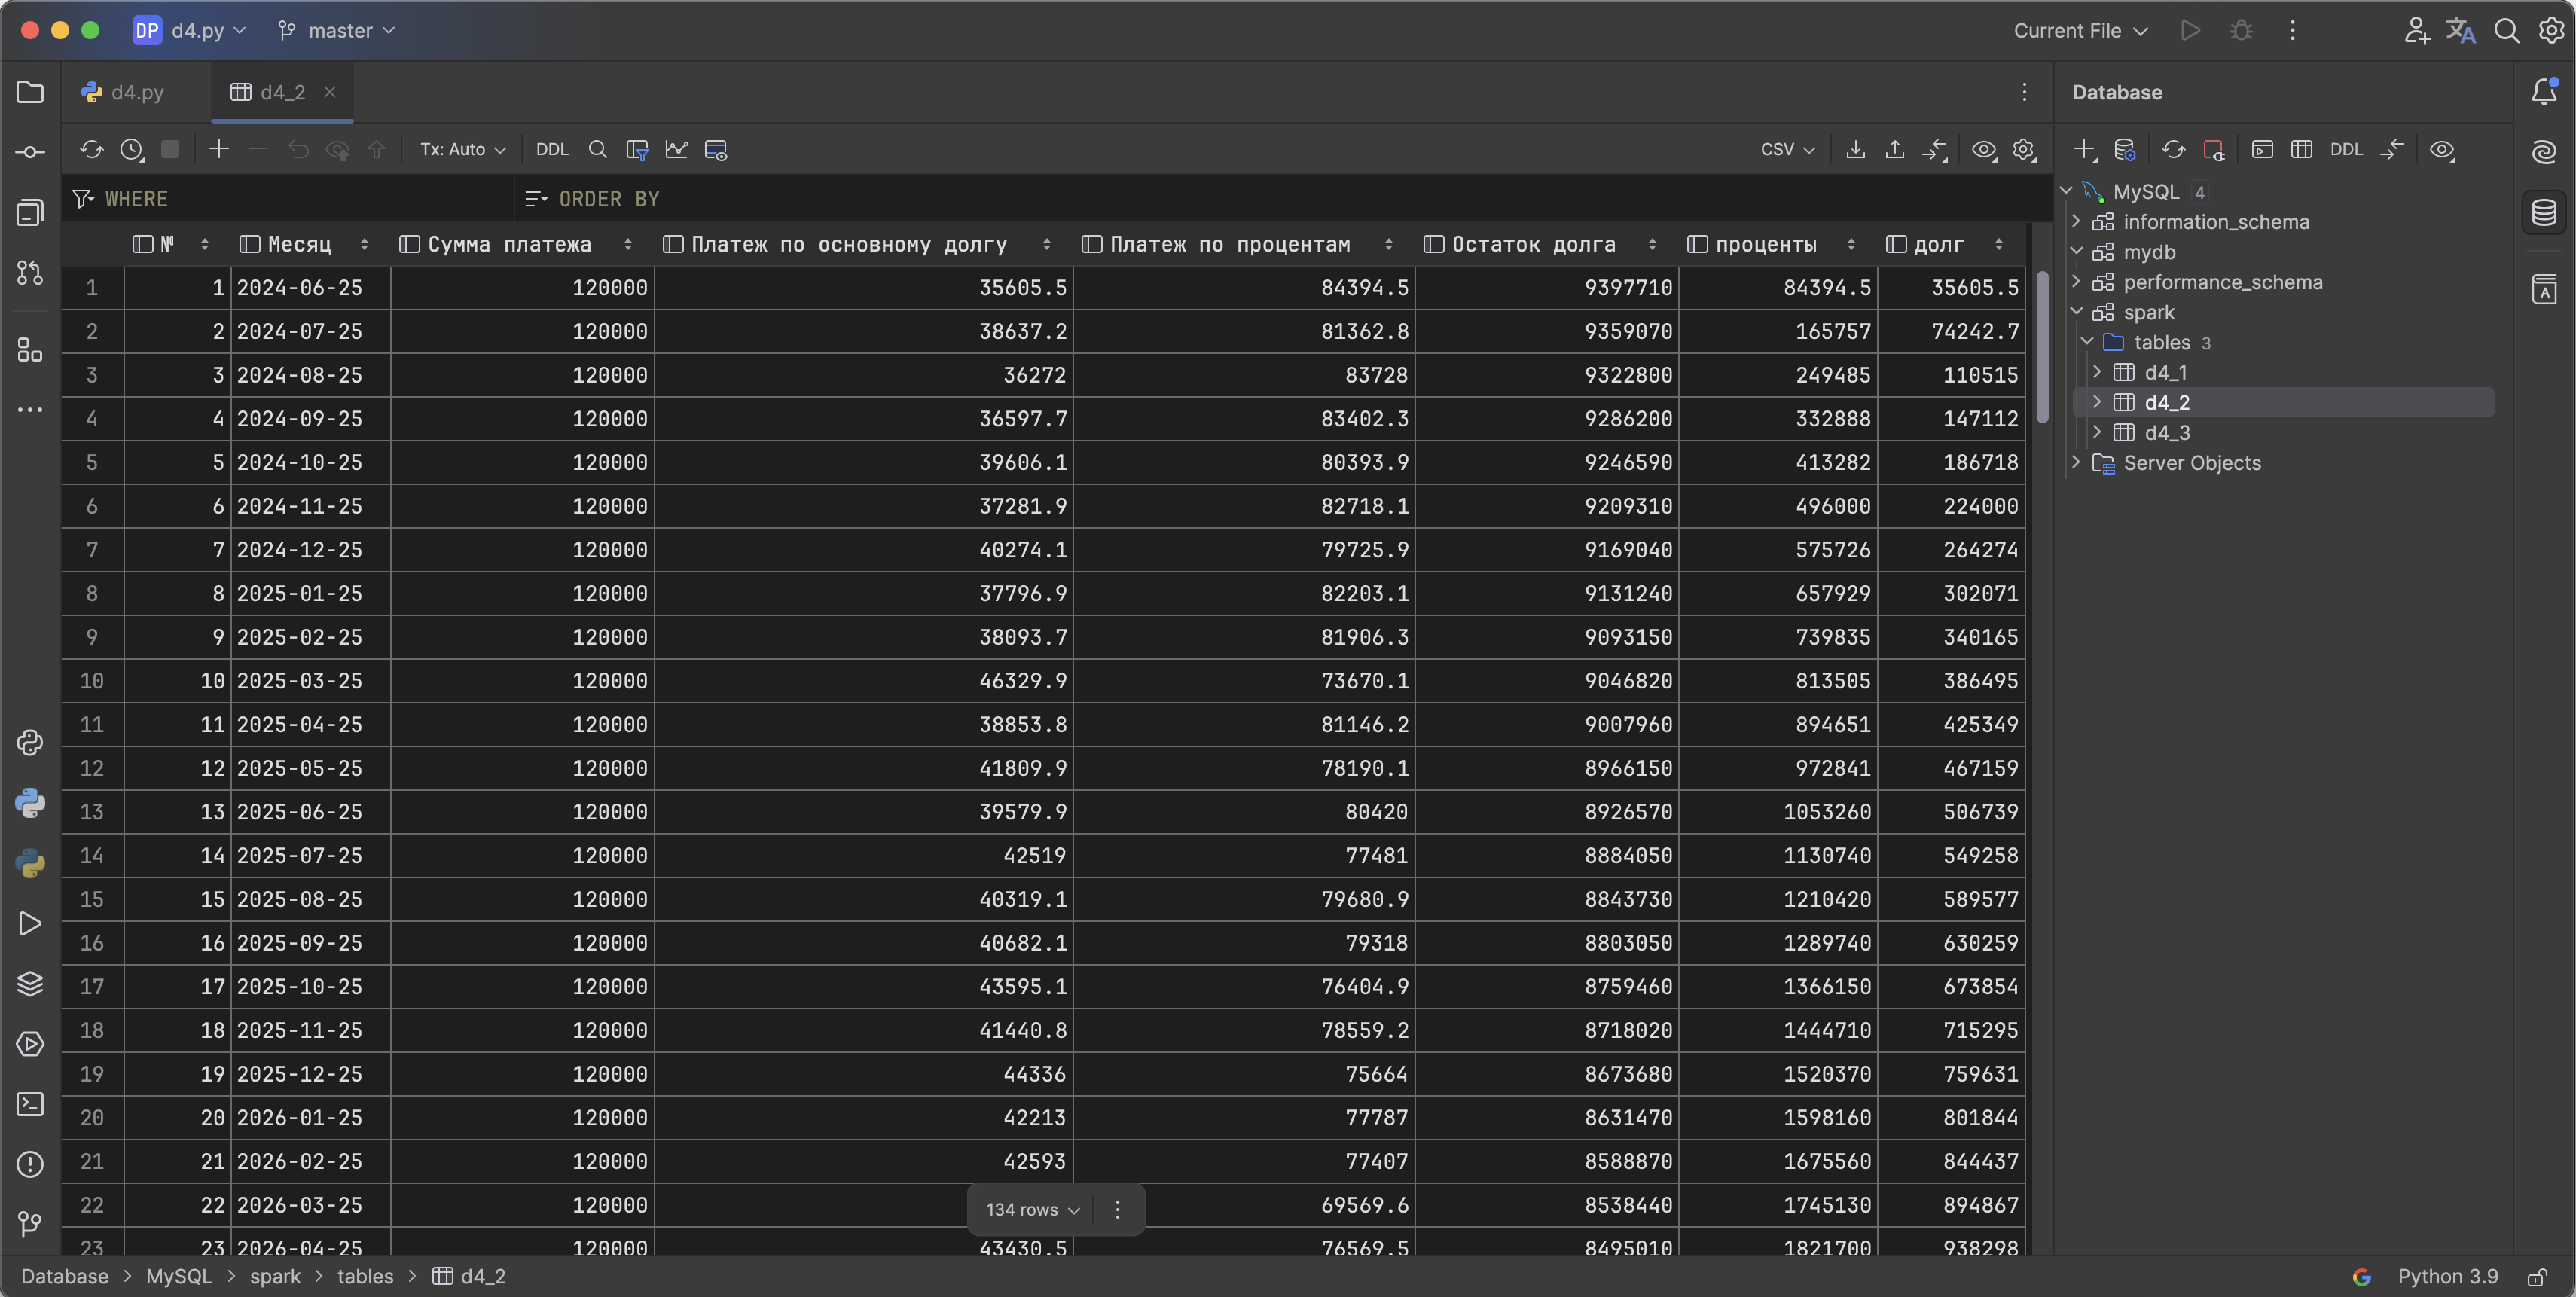 DP d4.py master Current File
d4.py d4_2 Database
Tx: Auto DDL CSV DDL
WHERE ORDER BY
№ Месяц Сумма платежа Платеж по основному долгу Платеж по процентам Остаток долга проценты долг
1 1 2024-06-25 120000 35605.5 84394.5 9397710 84394.5 35605.5
2 2 2024-07-25 120000 38637.2 81362.8 9359070 165757 74242.7
3 3 2024-08-25 120000 36272 83728 9322800 249485 110515
4 4 2024-09-25 120000 36597.7 83402.3 9286200 332888 147112
5 5 2024-10-25 120000 39606.1 80393.9 9246590 413282 186718
6 6 2024-11-25 120000 37281.9 82718.1 9209310 496000 224000
7 7 2024-12-25 120000 40274.1 79725.9 9169040 575726 264274
8 8 2025-01-25 120000 37796.9 82203.1 9131240 657929 302071
9 9 2025-02-25 120000 38093.7 81906.3 9093150 739835 340165
10 10 2025-03-25 120000 46329.9 73670.1 9046820 813505 386495
11 11 2025-04-25 120000 38853.8 81146.2 9007960 894651 425349
12 12 2025-05-25 120000 41809.9 78190.1 8966150 972841 467159
13 13 2025-06-25 120000 39579.9 80420 8926570 1053260 506739
14 14 2025-07-25 120000 42519 77481 8884050 1130740 549258
15 15 2025-08-25 120000 40319.1 79680.9 8843730 1210420 589577
16 16 2025-09-25 120000 40682.1 79318 8803050 1289740 630259
17 17 2025-10-25 120000 43595.1 76404.9 8759460 1366150 673854
18 18 2025-11-25 120000 41440.8 78559.2 8718020 1444710 715295
19 19 2025-12-25 120000 44336 75664 8673680 1520370 759631
20 20 2026-01-25 120000 42213 77787 8631470 1598160 801844
21 21 2026-02-25 120000 42593 77407 8588870 1675560 844437
22 22 2026-03-25 120000 69569.6 8538440 1745130 894867
23 23 2026-04-25 120000 43430.5 76569.5 8495010 1821700 938298
134 rows
MySQL 4
information_schema
mydb
performance_schema
spark
tables 3
d4_1
d4_2
d4_3
Server Objects
Database > MySQL > spark > tables > d4_2 Python 3.9